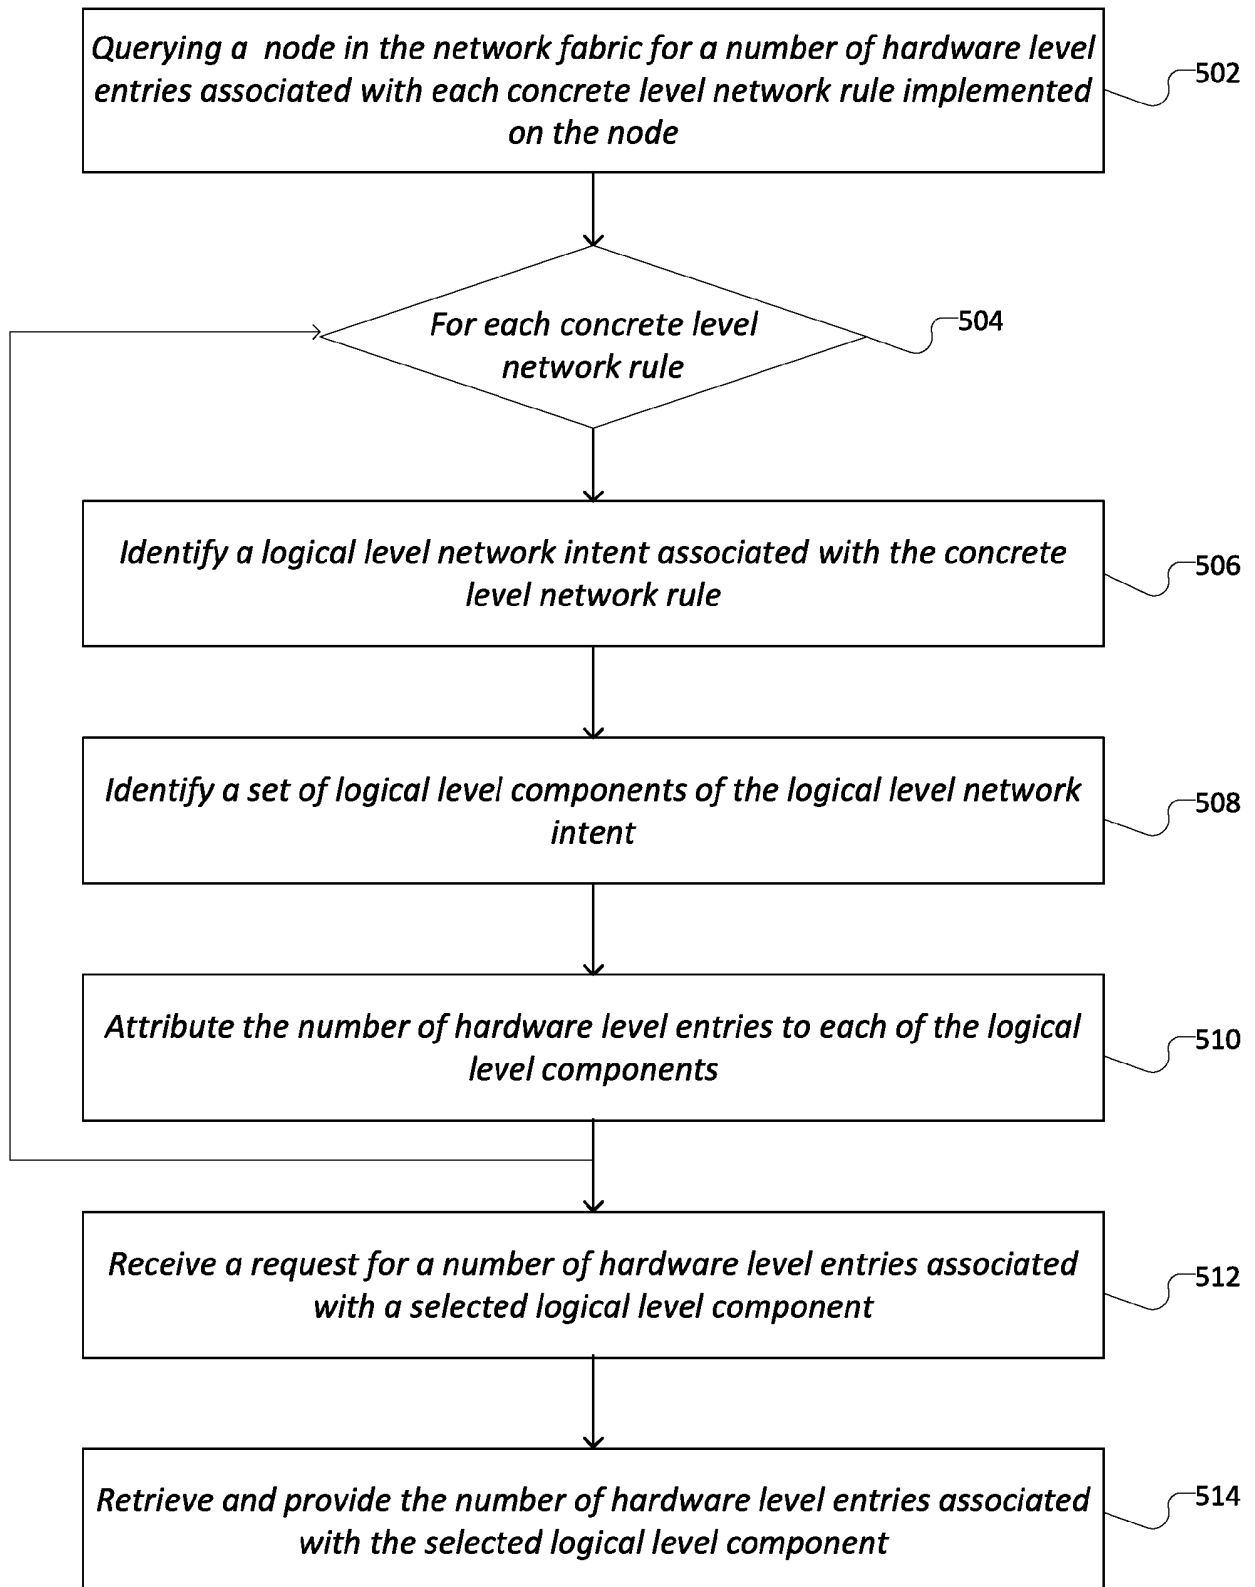 Querying a  node in the network fabric for a number of hardware level
entries associated with each concrete level network rule implemented
on the node
502
For each concrete level
network rule
504
Identify a logical level network intent associated with the concrete
level network rule
506
Identify a set of logical level components of the logical level network
intent
508
Attribute the number of hardware level entries to each of the logical
level components
510
Receive a request for a number of hardware level entries associated
with a selected logical level component
512
Retrieve and provide the number of hardware level entries associated
with the selected logical level component
514